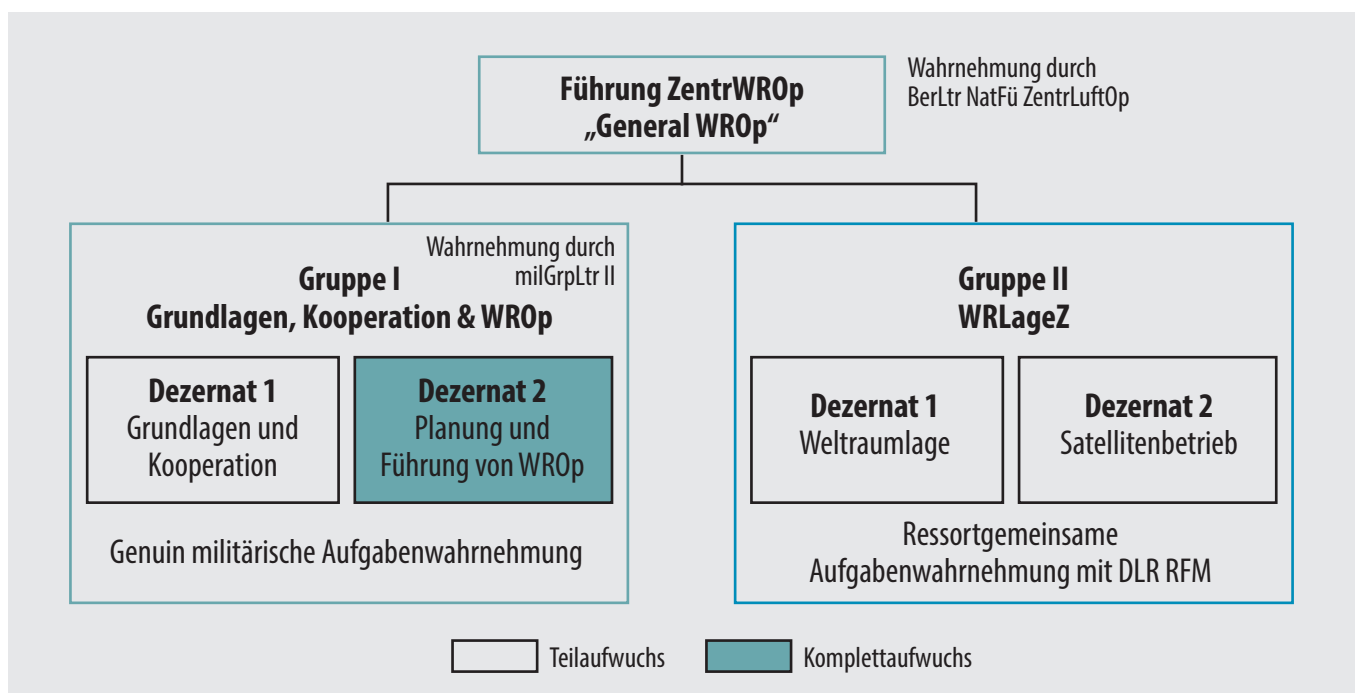 Führung ZentrWROp
„General WROp“
Wahrnehmung durch
BerLtr NatFü ZentrLuftOp
Wahrnehmung durch
milGrpLtr II
Gruppe I
Grundlagen, Kooperation & WROp
Dezernat 1
Grundlagen und
Kooperation
Dezernat 2
Planung und
Führung von WROp
Genuin militärische Aufgabenwahrnehmung
Gruppe II
WRLageZ
Dezernat 1
Weltraumlage
Dezernat 2
Satellitenbetrieb
Ressortgemeinsame
Aufgabenwahrnehmung mit DLR RFM
Teilaufwuchs
Komplettaufwuchs